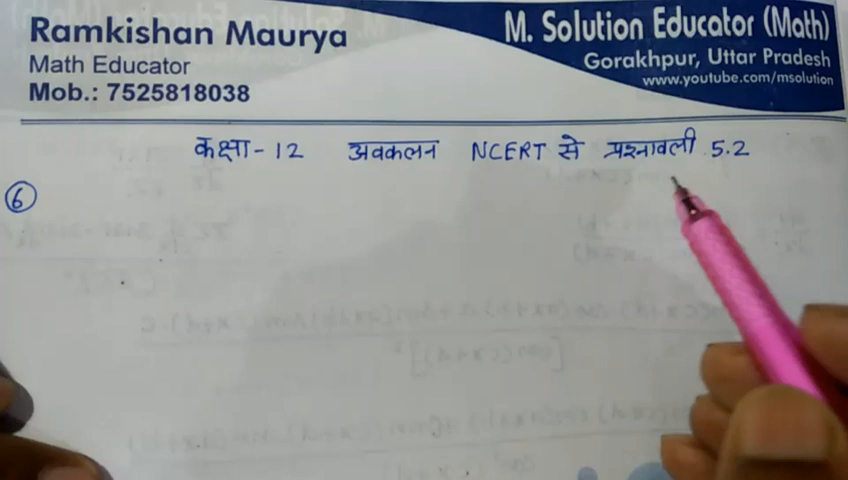 Ramkishan Maurya
Math Educator
Mob.: 7525818038
M. Solution Educator (Math)
Gorakhpur, Uttar Pradesh
www.youtube.com/msolution
कक्षा - 12 अवकलन NCERT से प्रश्नावली 5.2
6